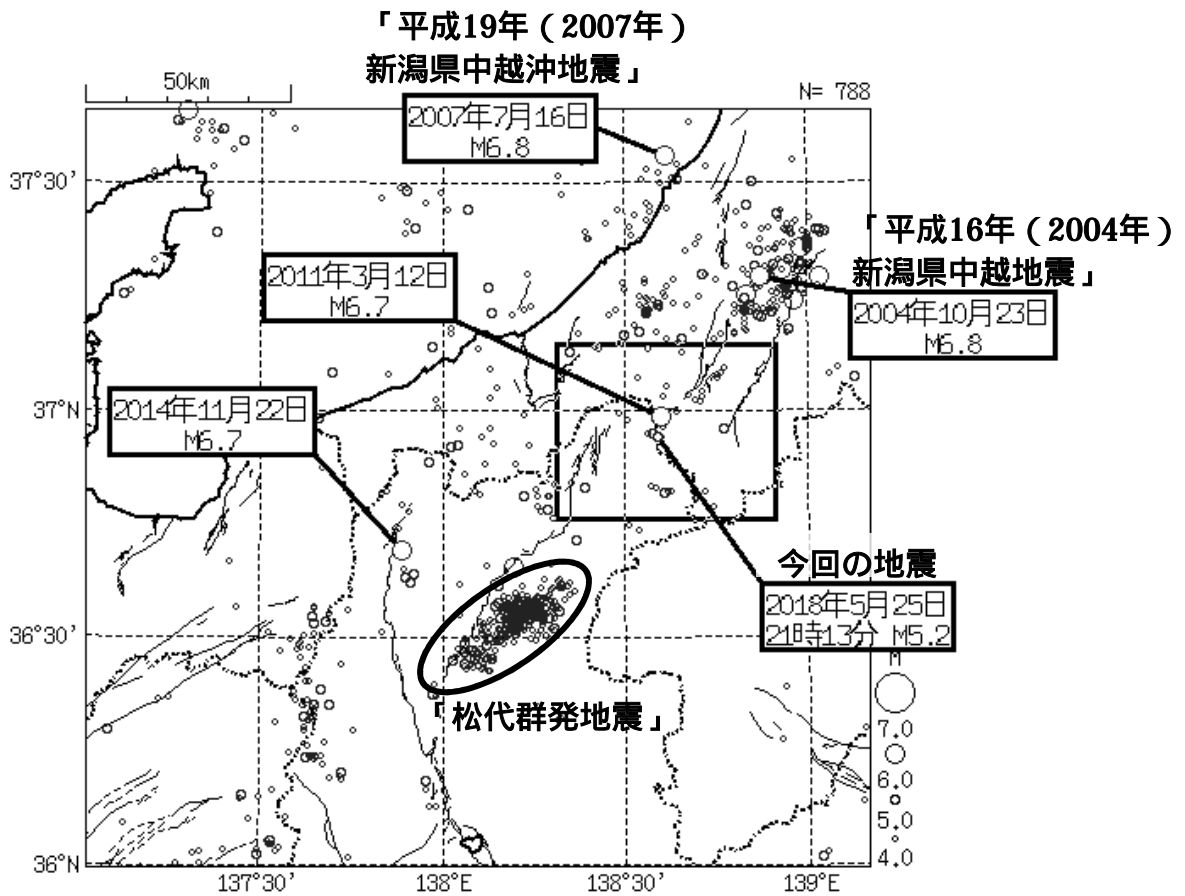 「平成19年(2007年)
新潟県中越沖地震」
50km
N= 788
2007年7月16日
M6.8
37°30'
「平成16年(2004年)
新潟県中越地震」
2011年3月12日
M6.7
2004年10月23日
M6.8
37°N
2014年11月22日
M6.7
今回の地震
2018年5月25日
21時13分 M5.2
36°30'
M
「松代群発地震」
7.0
6.0
5.0
4.0
36°N
137°30'
138°E
138°30'
139°E